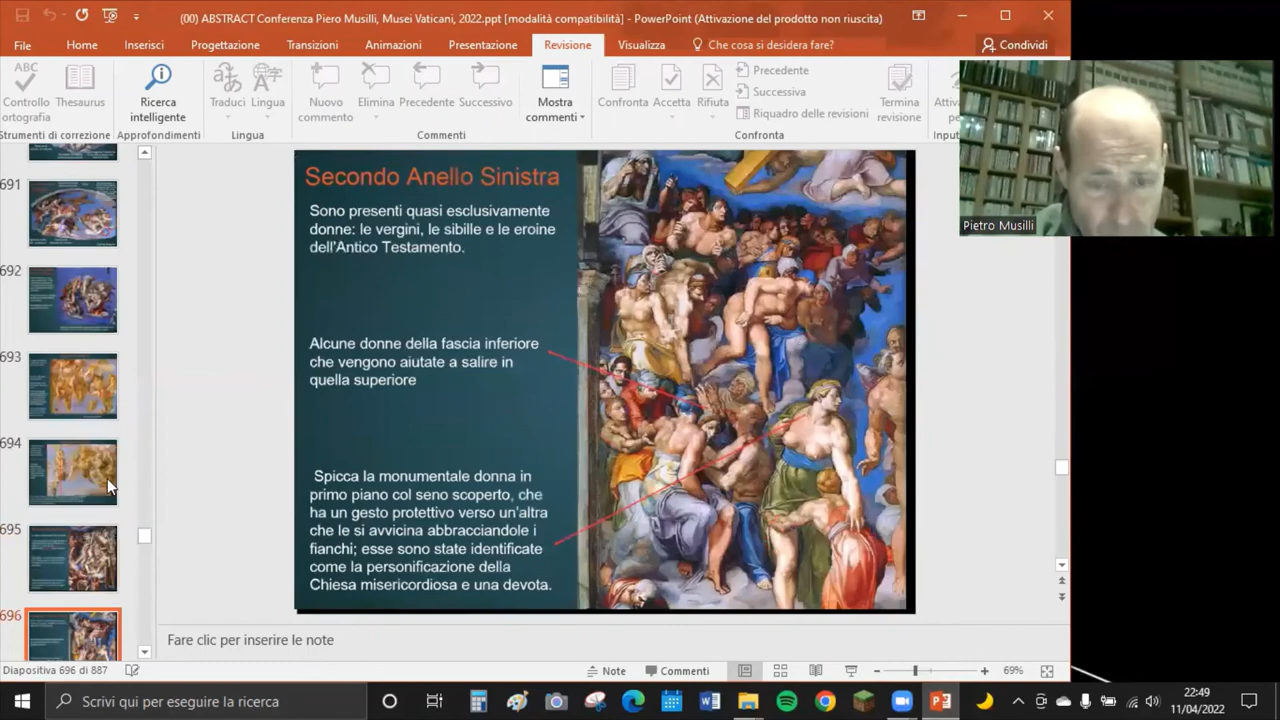 (00) ABSTRACT Conferenza Piero Musilli, Musei Vaticani, 2022.ppt [modalità compatibilità] - PowerPoint (Attivazione del prodotto non riuscita)
File Home Inserisci Progettazione Transizioni Animazioni Presentazione Revisione Visualizza Che cosa si desidera fare? Condividi
ABC
Controllo ortografia
Thesaurus
Ricerca intelligente
Traduci
Lingua
Nuovo commento
Elimina
Precedente
Successivo
Mostra commenti
Confronta
Accetta
Rifiuta
Precedente
Successiva
Riquadro delle revisioni
Termina revisione
Strumenti di correzione
Approfondimenti
Lingua
Commenti
Confronta
Pietro Musilli
691
692
693
694
695
696
Secondo Anello Sinistra
Sono presenti quasi esclusivamente
donne: le vergini, le sibille e le eroine
dell'Antico Testamento.
Alcune donne della fascia inferiore
che vengono aiutate a salire in
quella superiore
Spicca la monumentale donna in
primo piano col seno scoperto, che
ha un gesto protettivo verso un'altra
che le si avvicina abbracciandole i
fianchi; esse sono state identificate
come la personificazione della
Chiesa misericordiosa e una devota.
Fare clic per inserire le note
Diapositiva 696 di 887
Note
Commenti
69%
Scrivi qui per eseguire la ricerca
22:49
11/04/2022